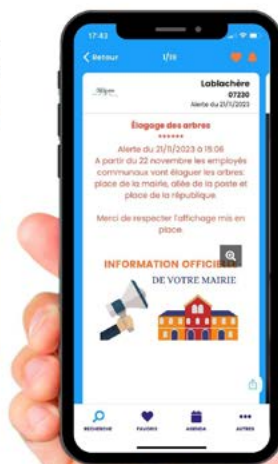 17:43
Retour
1/19
Lablachère
07230
Alerte du 21/11/2023
Élagage des arbres
******
Alerte du 21/11/2023 à 15:06
A partir du 22 novembre les employés
communaux vont élaguer les arbres:
place de la mairie, allée de la poste et
place de la république.
Merci de respecter l'affichage mis en
place.
INFORMATION OFFICIELLE
DE VOTRE MAIRIE
RECHERCHE
FAVORIS
AGENDA
AUTRES